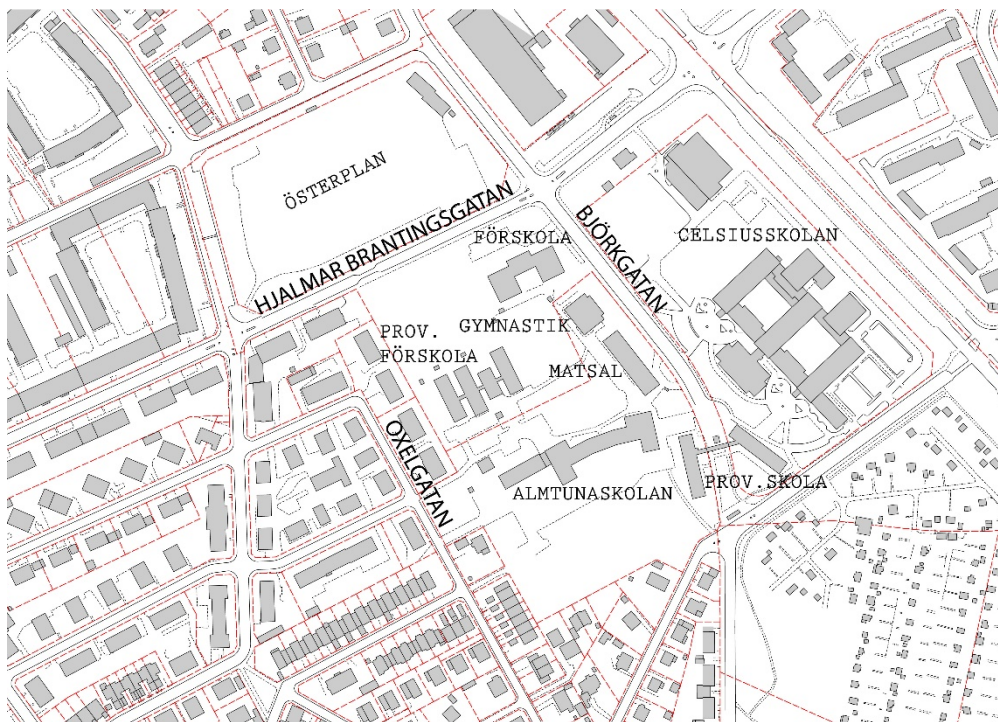 ÖSTERPLAN
HJALMAR BRANTINGSGATAN
BJÖRKGATAN
FÖRSKOLA
CELSIUSSKOLAN
PROV.
FÖRSKOLA
GYMNASTIK
MATSAL
OXELGATAN
ALMTUNASKOLAN
PROV.SKOLA